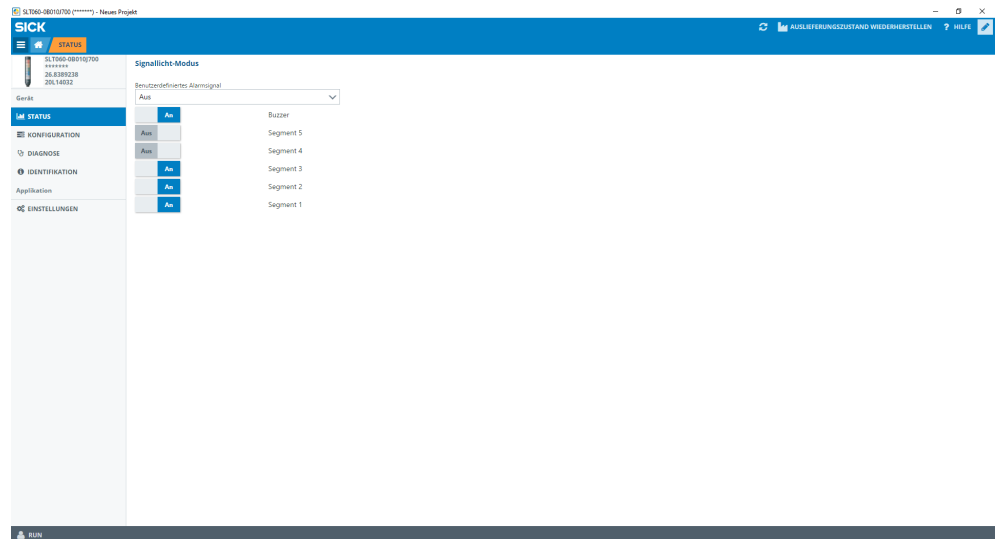 SLT060-0B010J700 (*******) - Neues Projekt
SICK
AUSLIEFERUNGSZUSTAND WIEDERHERSTELLEN ? HILFE
STATUS
SLT060-0B010J700
*******
26.8389238
20L14032
Gerät
STATUS
KONFIGURATION
DIAGNOSE
IDENTIFIKATION
Applikation
EINSTELLUNGEN
Signallicht-Modus
Benutzerdefiniertes Alarmsignal
Aus
An Buzzer
Aus Segment 5
Aus Segment 4
An Segment 3
An Segment 2
An Segment 1
RUN